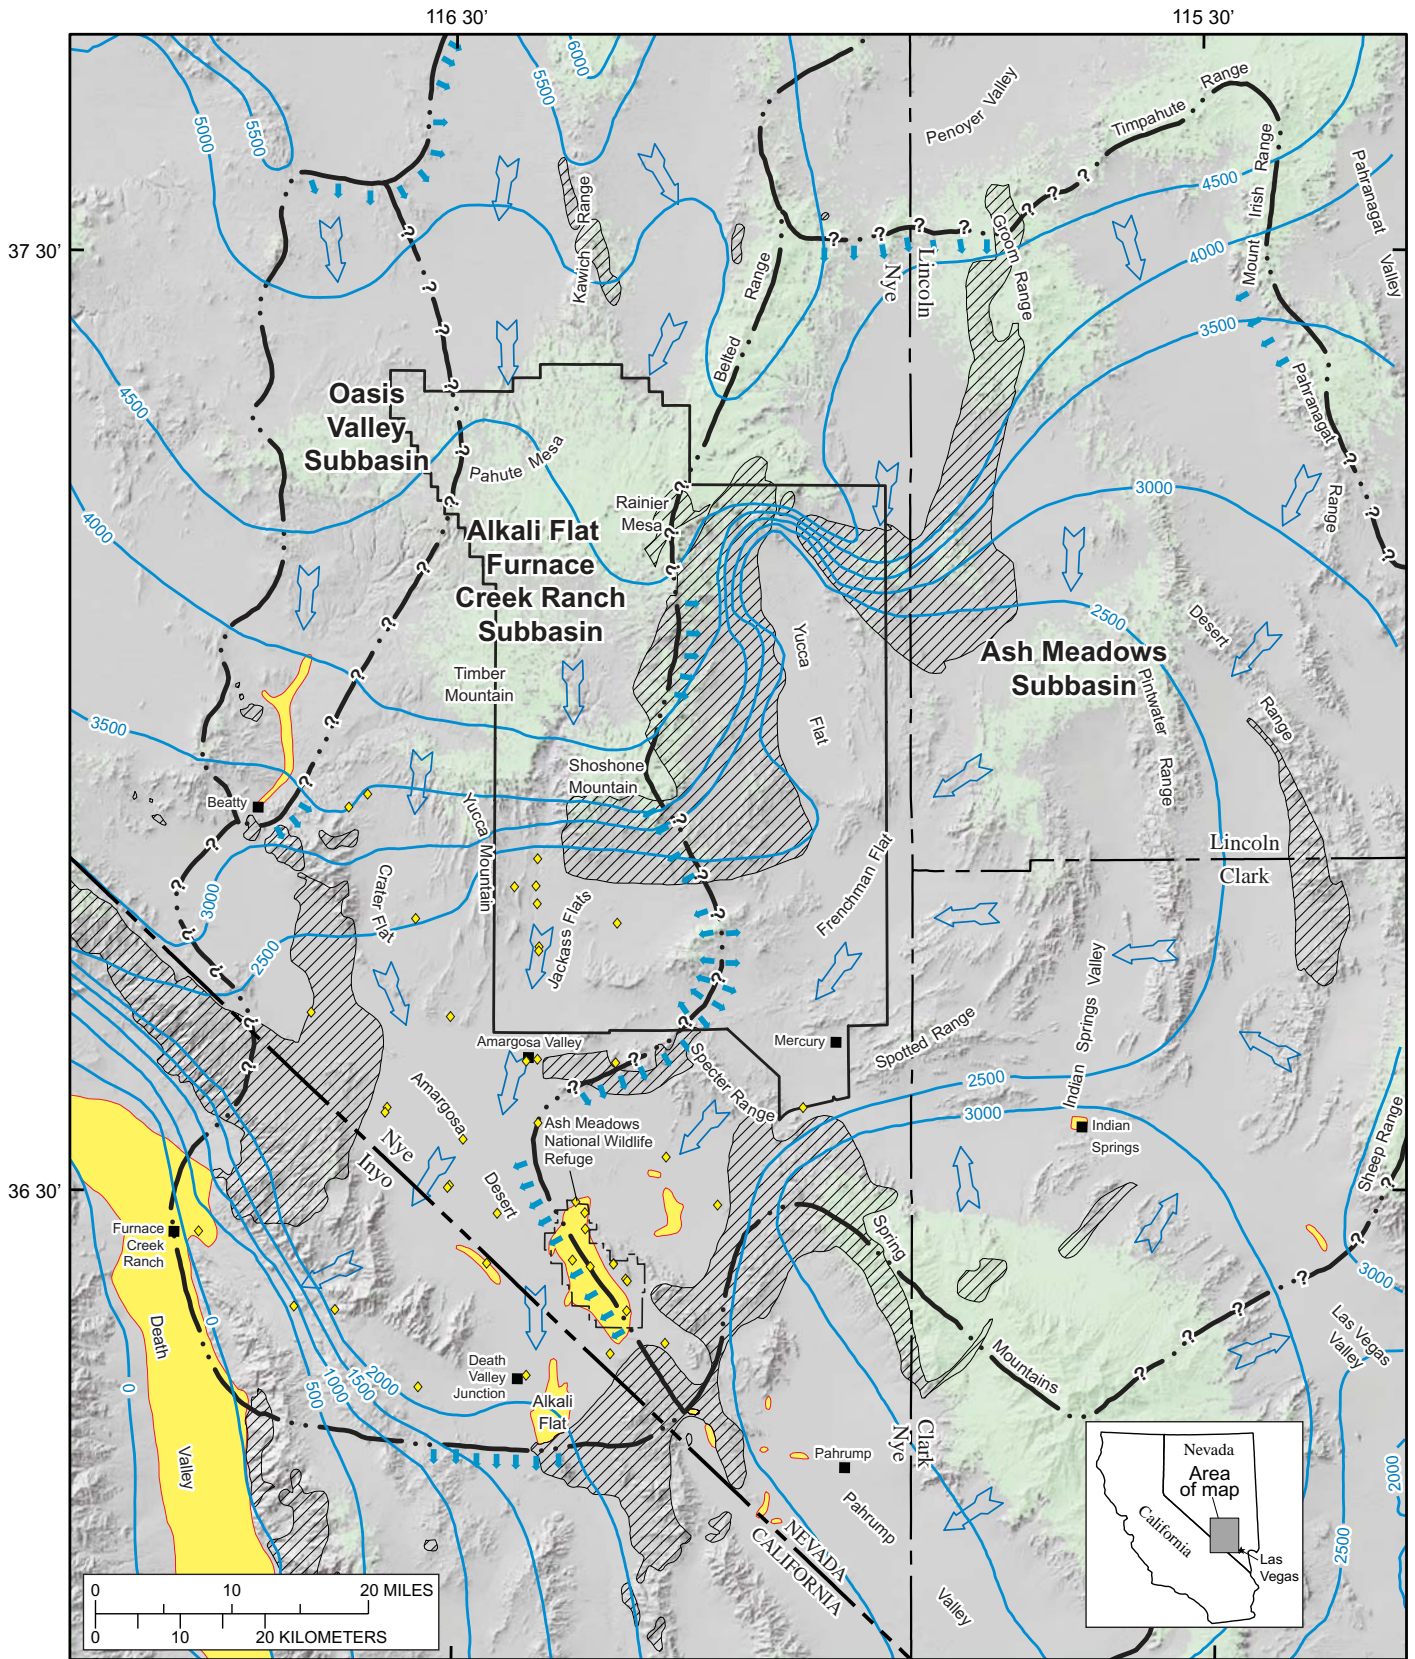 116 30'
115 30'
37 30'
36 30'
6000
5500
5500
5000
Penoyer Valley
Timpahute
Range
Mount
Irish
Range
Pahranagat
Valley
4500
4000
3500
Kawich
Range
Groom
Range
Lincoln
Nye
Belted
Range
Pahranagat
Range
4500
Oasis
Valley
Subbasin
Pahute Mesa
Rainier
Mesa
3000
4000
Alkali Flat
Furnace
Creek Ranch
Subbasin
2500
Desert
Range
Yucca
Flat
Ash Meadows
Subbasin
Timber
Mountain
Pintwater
Range
3500
Shoshone
Mountain
Beatty
Yucca
Mountain
Lincoln
Clark
3000
Crater Flat
Jackass Flats
Frenchman Flat
2500
Indian Springs Valley
Amargosa Valley
Mercury
Spotted Range
Specter Range
2500
3000
Amargosa
Desert
Nye
Inyo
Ash Meadows
National Wildlife
Refuge
Indian
Springs
Sheep Range
Furnace
Creek
Ranch
Spring
Mountains
3000
Las Vegas
Valley
Death
Valley
0
0
500
1000
1500
2000
Death
Valley
Junction
Alkali
Flat
Clark
Nye
Pahrump
Pahrump
Valley
NEVADA
CALIFORNIA
2000
2500
Nevada
Area
of map
California
Las
Vegas
0 10 20 MILES
0 10 20 KILOMETERS
? ? ? ? ? ? ? ? ? ? ? ? ? ? ? ? ? ? ? ? ? ? ? ? ? ? ? ? ? ? ? ? ? ? ? ? ? ? ? ? ?